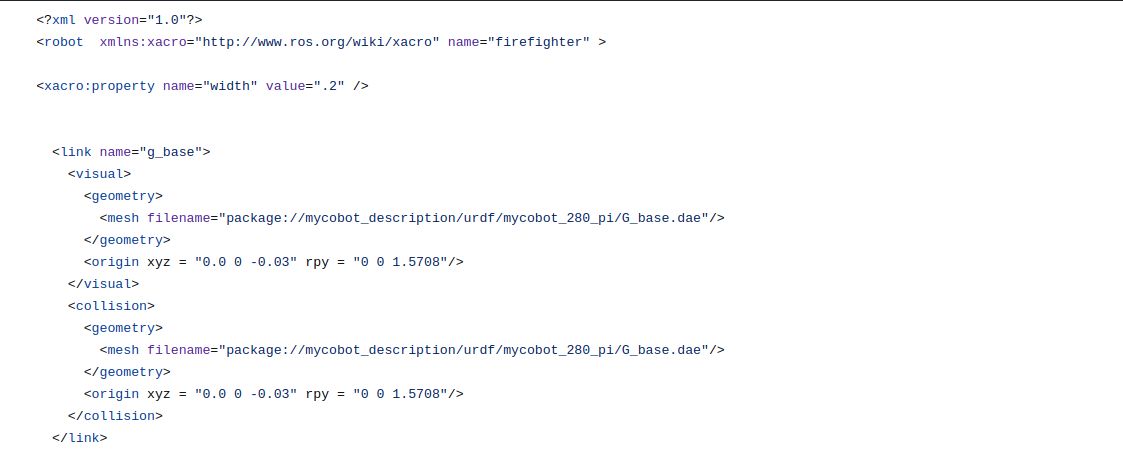 <?xml version="1.0"?>
<robot  xmlns:xacro="http://www.ros.org/wiki/xacro" name="firefighter" >

<xacro:property name="width" value=".2" />


  <link name="g_base">
    <visual>
      <geometry>
        <mesh filename="package://mycobot_description/urdf/mycobot_280_pi/G_base.dae"/>
      </geometry>
      <origin xyz = "0.0 0 -0.03" rpy = "0 0 1.5708"/>
    </visual>
    <collision>
      <geometry>
        <mesh filename="package://mycobot_description/urdf/mycobot_280_pi/G_base.dae"/>
      </geometry>
      <origin xyz = "0.0 0 -0.03" rpy = "0 0 1.5708"/>
    </collision>
  </link>